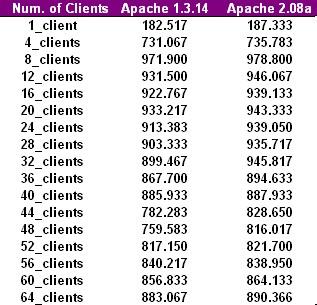 Num. of Clients Apache 1.3.14 Apache 2.08a
1_client 182.517 187.333
4_clients 731.067 735.783
8_clients 971.900 978.800
12_clients 931.500 946.067
16_clients 922.767 939.133
20_clients 933.217 943.333
24_clients 913.383 939.050
28_clients 903.333 935.717
32_clients 899.467 945.817
36_clients 867.700 894.633
40_clients 885.933 887.933
44_clients 782.283 828.650
48_clients 759.583 816.017
52_clients 817.150 821.700
56_clients 840.217 838.950
60_clients 856.833 864.133
64_clients 883.067 890.366